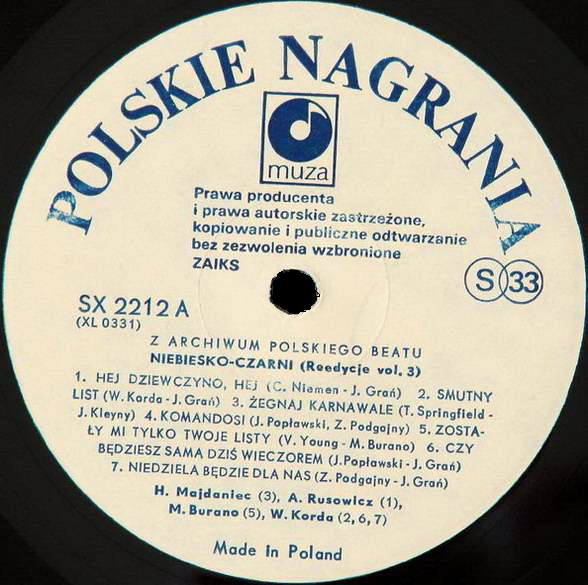 POLSKIE NAGRANIA
muza
Prawa producenta
i prawa autorskie zastrzeżone,
kopiowanie i publiczne odtwarzanie
bez zezwolenia wzbronione
ZAIKS
S 33
SX 2212 A
(XL 0331)
Z ARCHIWUM POLSKIEGO BEATU
NIEBIESKO-CZARNI (Reedycje vol. 3)
1. HEJ DZIEWCZYNO, HEJ (C. Niemen - J. Grań) 2. SMUTNY
LIST (W. Korda - J. Grań) 3. ŻEGNAJ KARNAWALE (T. Springfield -
J. Kleyny) 4. KOMANDOSI (J. Popławski, Z. Podgajny) 5. ZOSTA-
ŁY MI TYLKO TWOJE LISTY (V. Young - M. Burano) 6. CZY
BĘDZIESZ SAMA DZIŚ WIECZOREM (J. Popławski - J. Grań)
7. NIEDZIELA BĘDZIE DLA NAS (Z. Podgajny - J. Grań)
H. Majdaniec (3), A. Rusowicz (1),
M. Burano (5), W. Korda (2, 6, 7)
Made In Poland